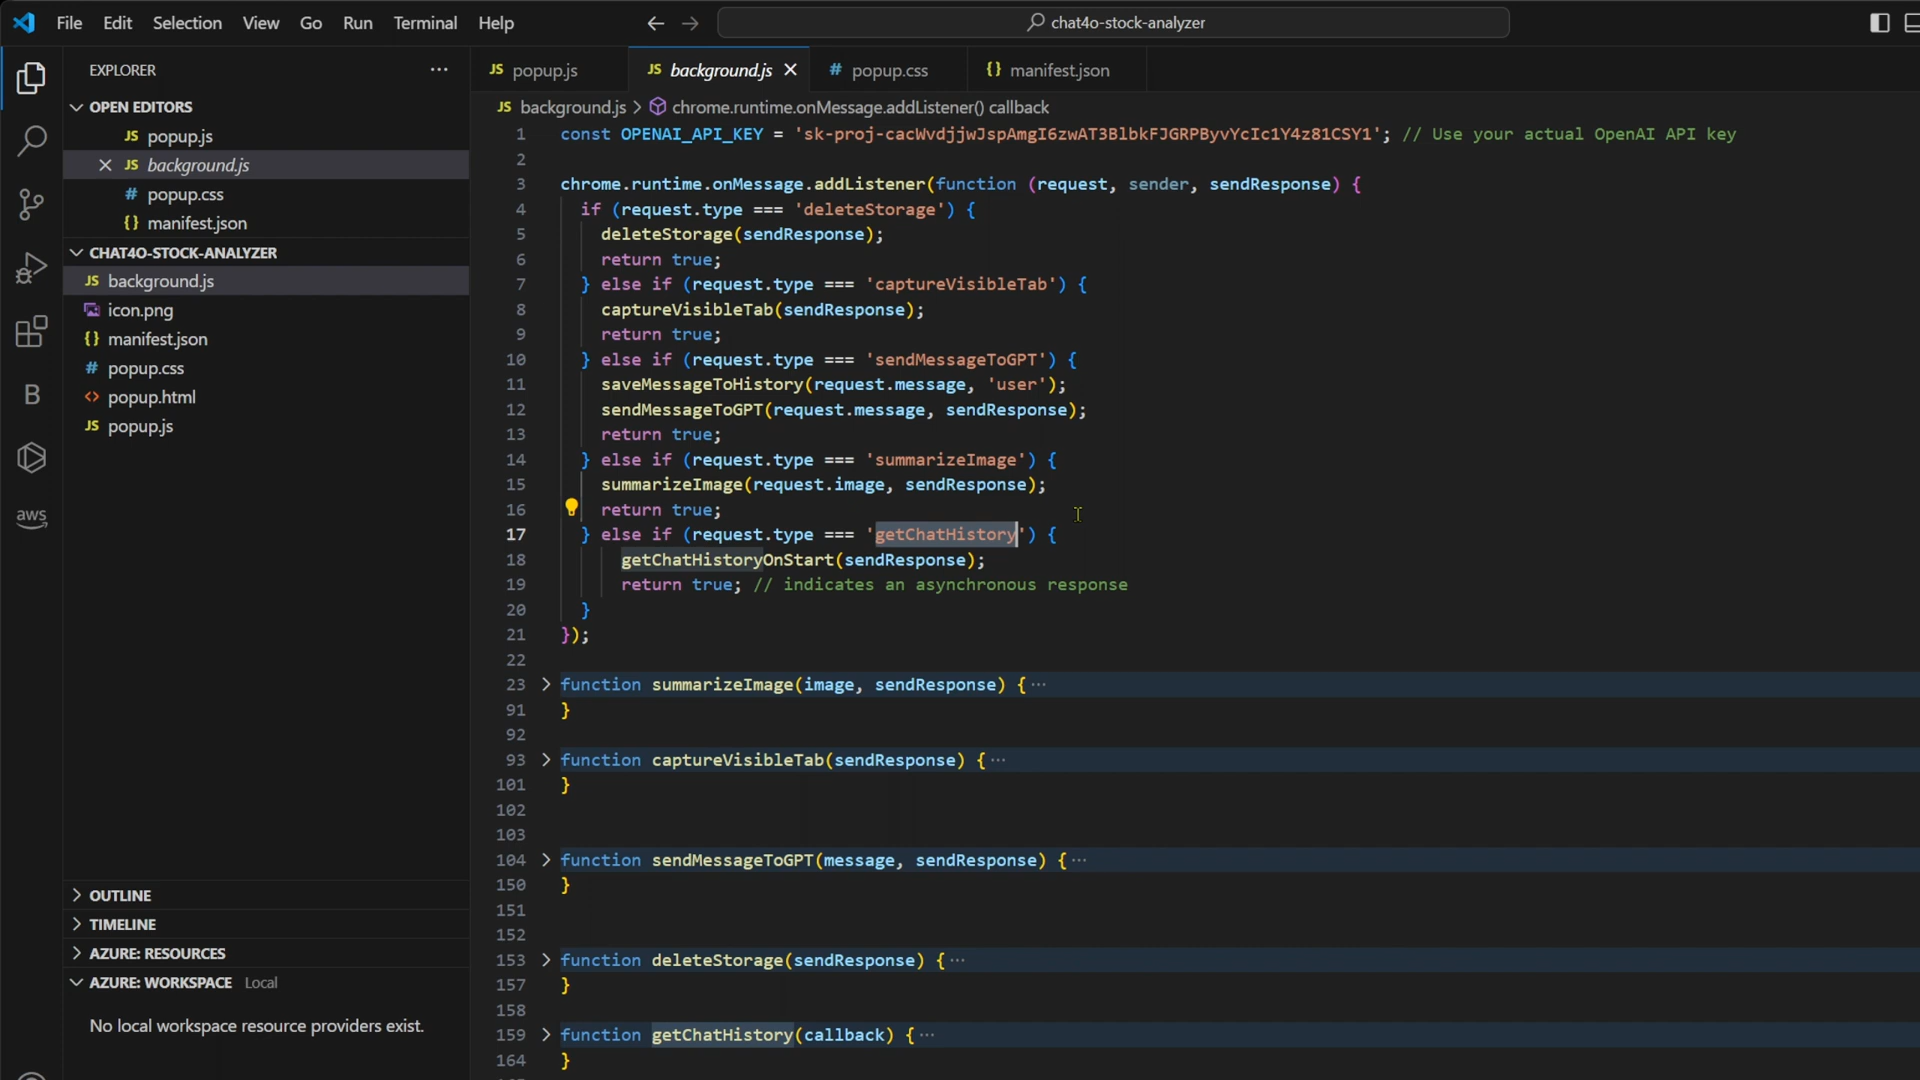 File Edit Selection View Go Run Terminal Help
chat4o-stock-analyzer
EXPLORER
OPEN EDITORS
popup.js
background.js
popup.css
manifest.json
CHAT4O-STOCK-ANALYZER
background.js
icon.png
manifest.json
popup.css
popup.html
popup.js
OUTLINE
TIMELINE
AZURE: RESOURCES
AZURE: WORKSPACE Local
No local workspace resource providers exist.
B
aws
JS popup.js JS background.js # popup.css {} manifest.json
JS background.js > chrome.runtime.onMessage.addListener() callback
1 const OPENAI_API_KEY = 'sk-proj-cacWvdjjwJspAmgI6zwAT3BlbkFJGRPByvYcIc1Y4z81CSY1'; // Use your actual OpenAI API key
2
3 chrome.runtime.onMessage.addListener(function (request, sender, sendResponse) {
4 if (request.type === 'deleteStorage') {
5 deleteStorage(sendResponse);
6 return true;
7 } else if (request.type === 'captureVisibleTab') {
8 captureVisibleTab(sendResponse);
9 return true;
10 } else if (request.type === 'sendMessageToGPT') {
11 saveMessageToHistory(request.message, 'user');
12 sendMessageToGPT(request.message, sendResponse);
13 return true;
14 } else if (request.type === 'summarizeImage') {
15 summarizeImage(request.image, sendResponse);
16 return true;
17 } else if (request.type === 'getChatHistory') {
18 getChatHistoryOnStart(sendResponse);
19 return true; // indicates an asynchronous response
20 }
21 });
22
23 function summarizeImage(image, sendResponse) {···
91 }
92
93 function captureVisibleTab(sendResponse) {···
101 }
102
103
104 function sendMessageToGPT(message, sendResponse) {···
150 }
151
152
153 function deleteStorage(sendResponse) {···
157 }
158
159 function getChatHistory(callback) {···
164 }